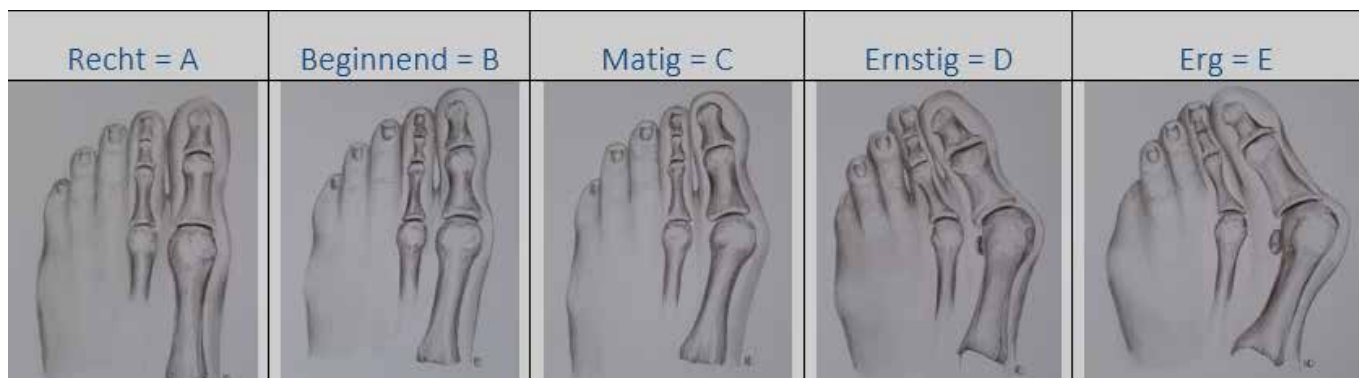 Recht = A
Beginnend = B
Matig = C
Ernstig = D
Erg = E